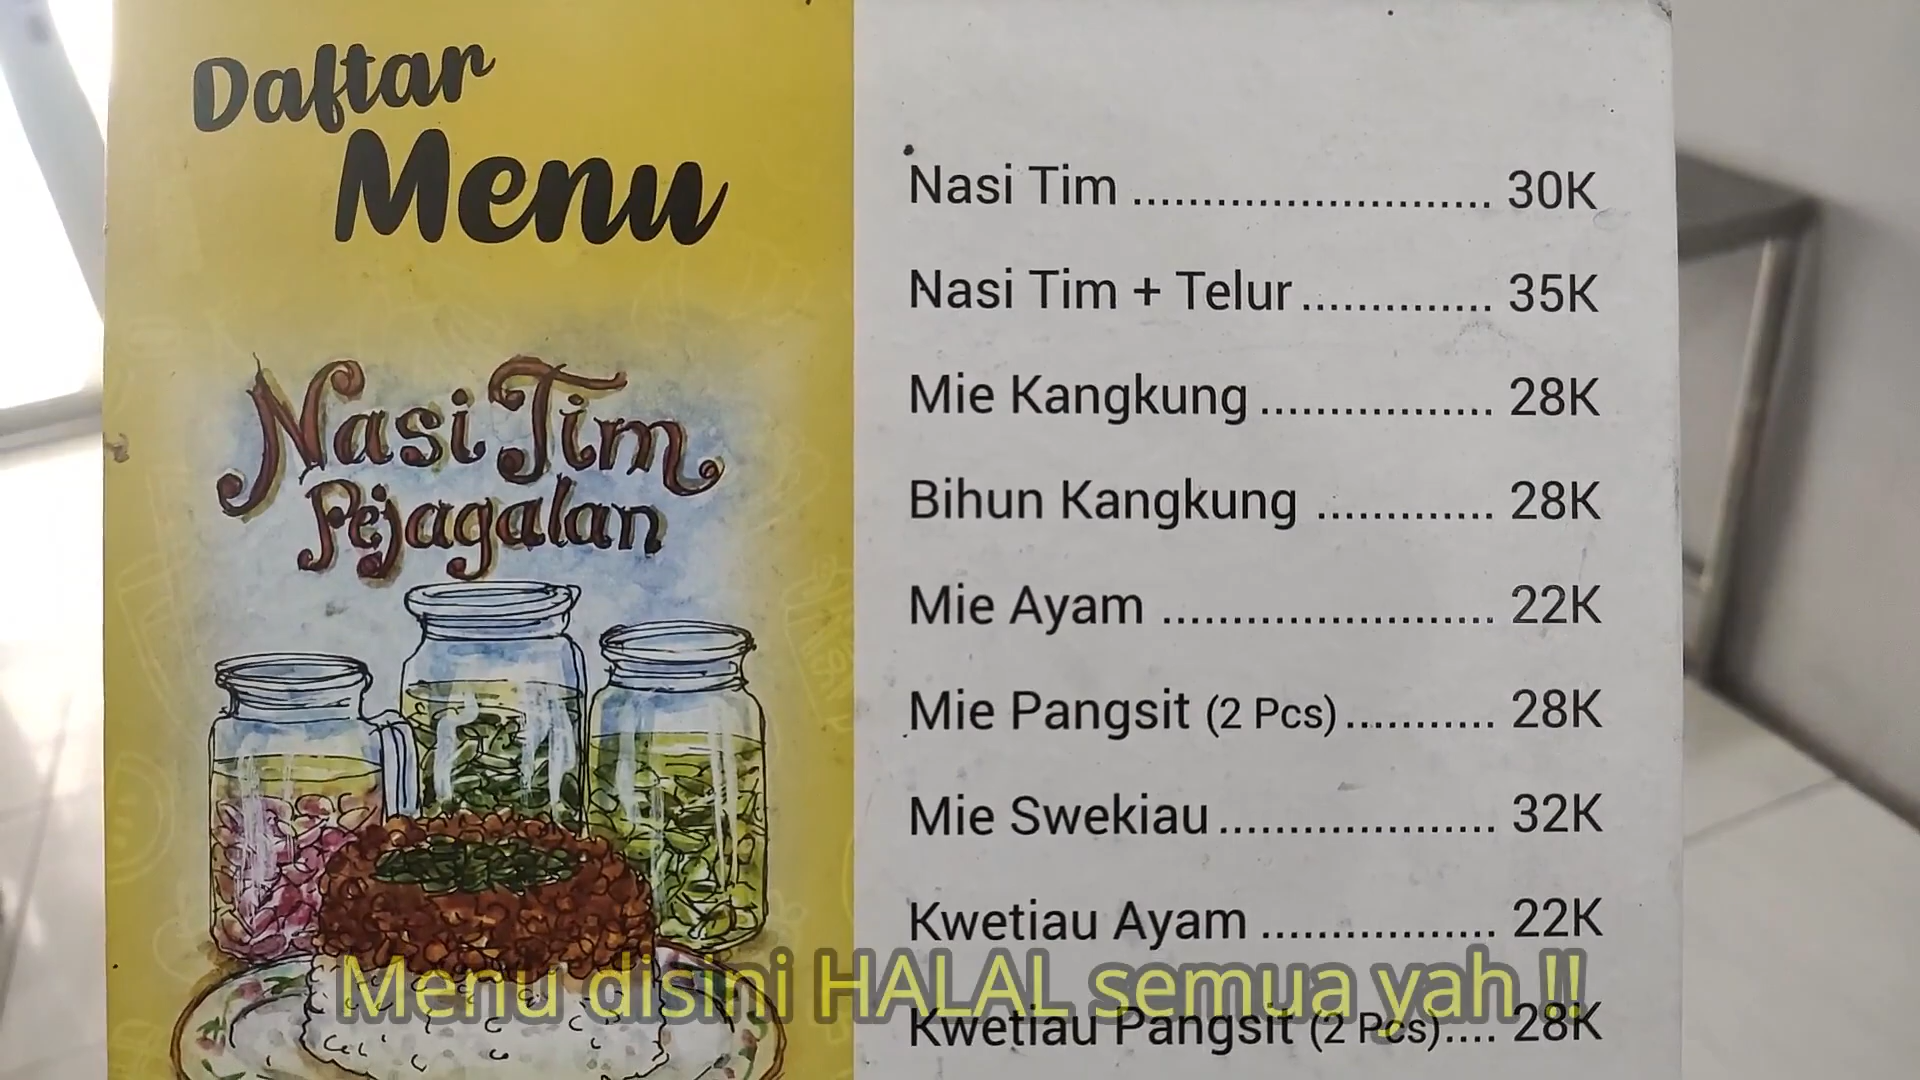 Daftar
Menu
Nasi Tim
Pejagalan
Nasi Tim .......................... 30K
Nasi Tim + Telur.............. 35K
Mie Kangkung ................. 28K
Bihun Kangkung ............. 28K
Mie Ayam ........................ 22K
Mie Pangsit (2 Pcs)........... 28K
Mie Swekiau.................... 32K
Kwetiau Ayam ................. 22K
Kwetiau Pangsit (2 Pcs).... 28K
Menu disini HALAL semua yah !!